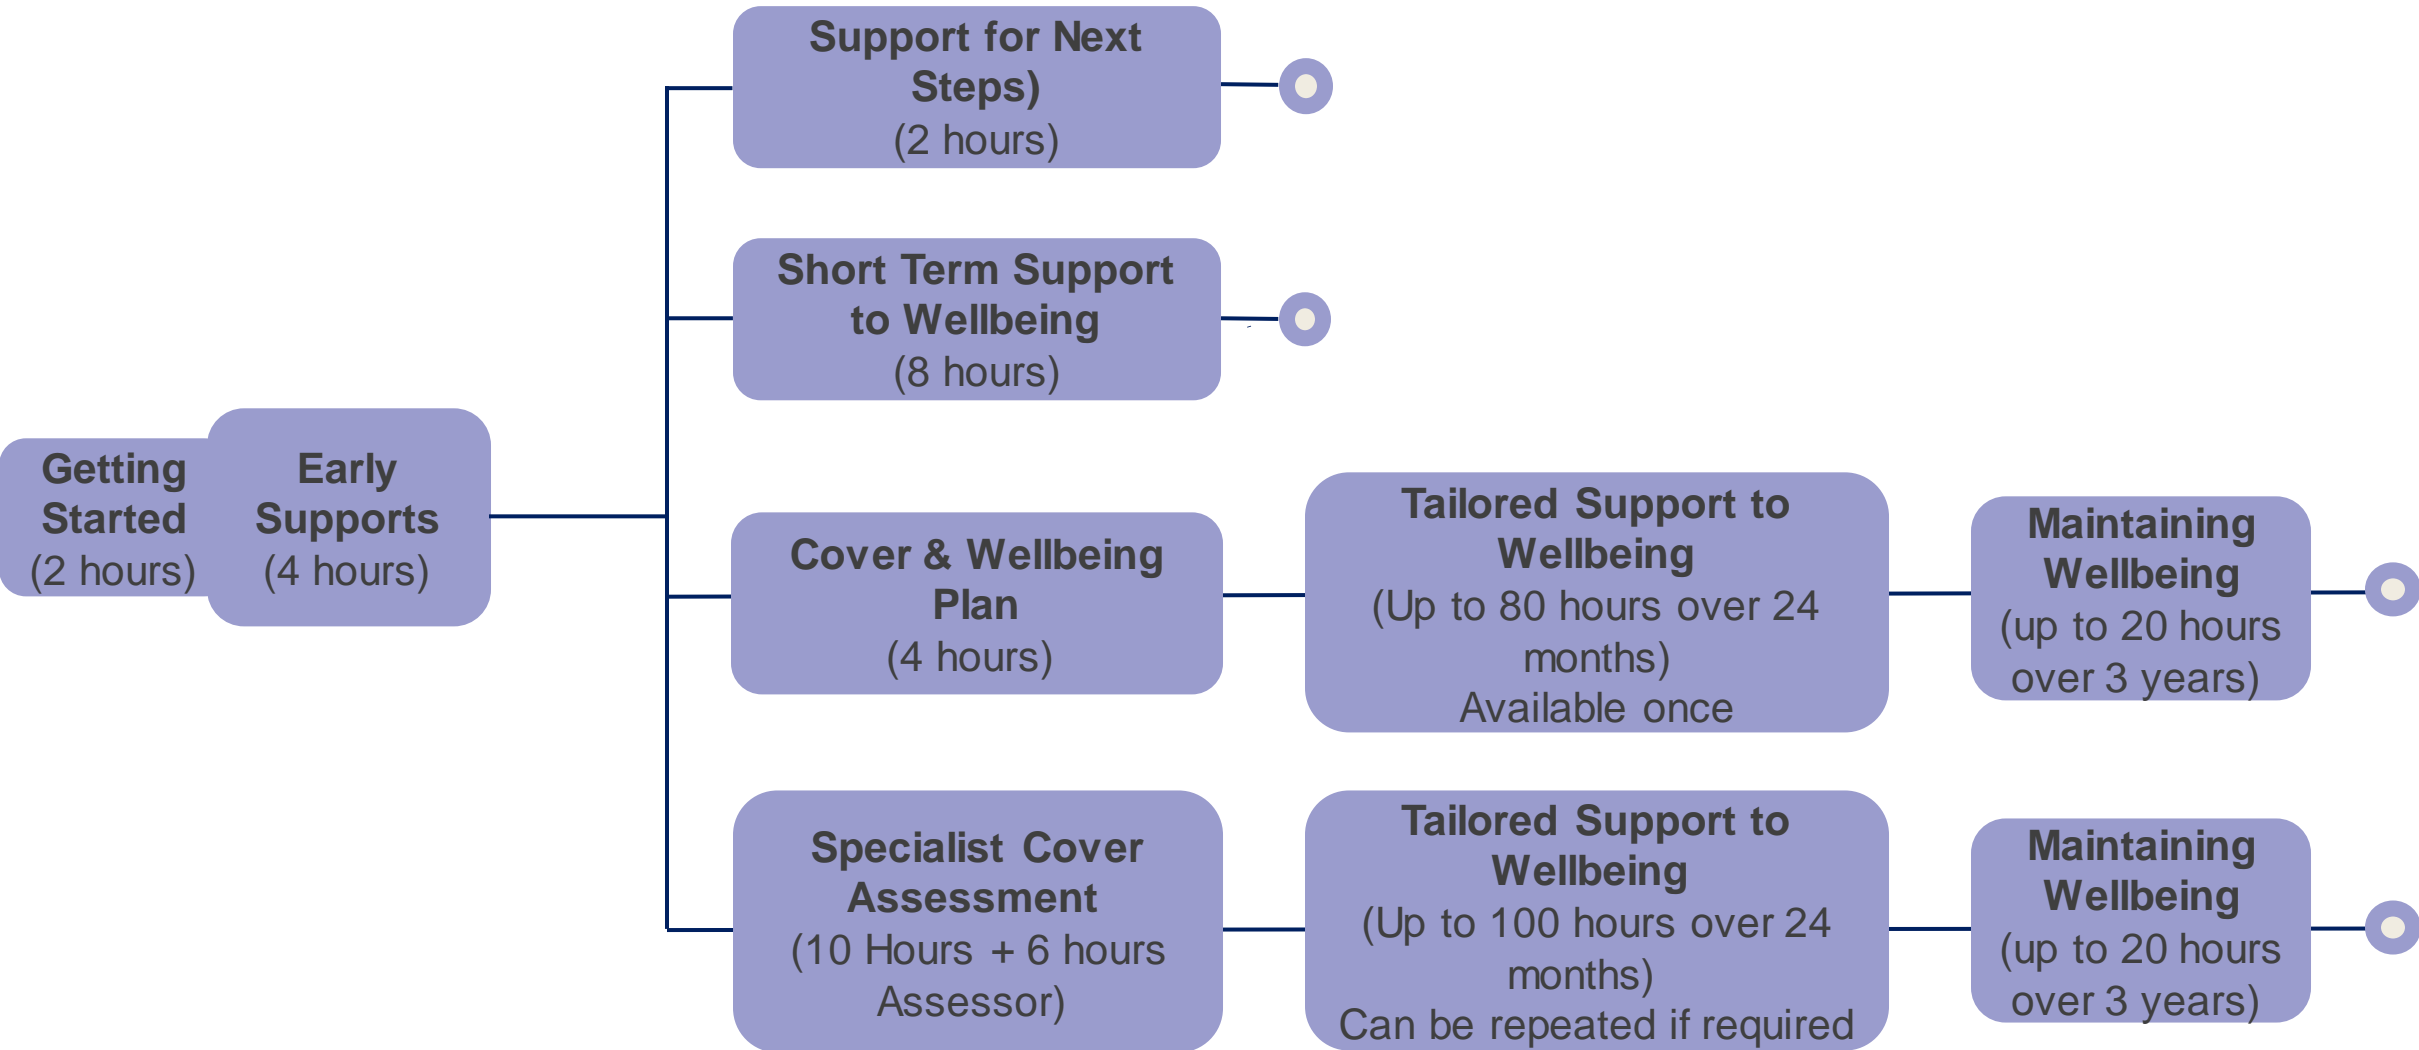 Getting
Started
(2 hours)
Early
Supports
(4 hours)
Support for Next
Steps)
(2 hours)
Short Term Support
to Wellbeing
(8 hours)
Cover & Wellbeing
Plan
(4 hours)
Tailored Support to
Wellbeing
(Up to 80 hours over 24
months)
Available once
Maintaining
Wellbeing
(up to 20 hours
over 3 years)
Specialist Cover
Assessment
(10 Hours + 6 hours
Assessor)
Tailored Support to
Wellbeing
(Up to 100 hours over 24
months)
Can be repeated if required
Maintaining
Wellbeing
(up to 20 hours
over 3 years)